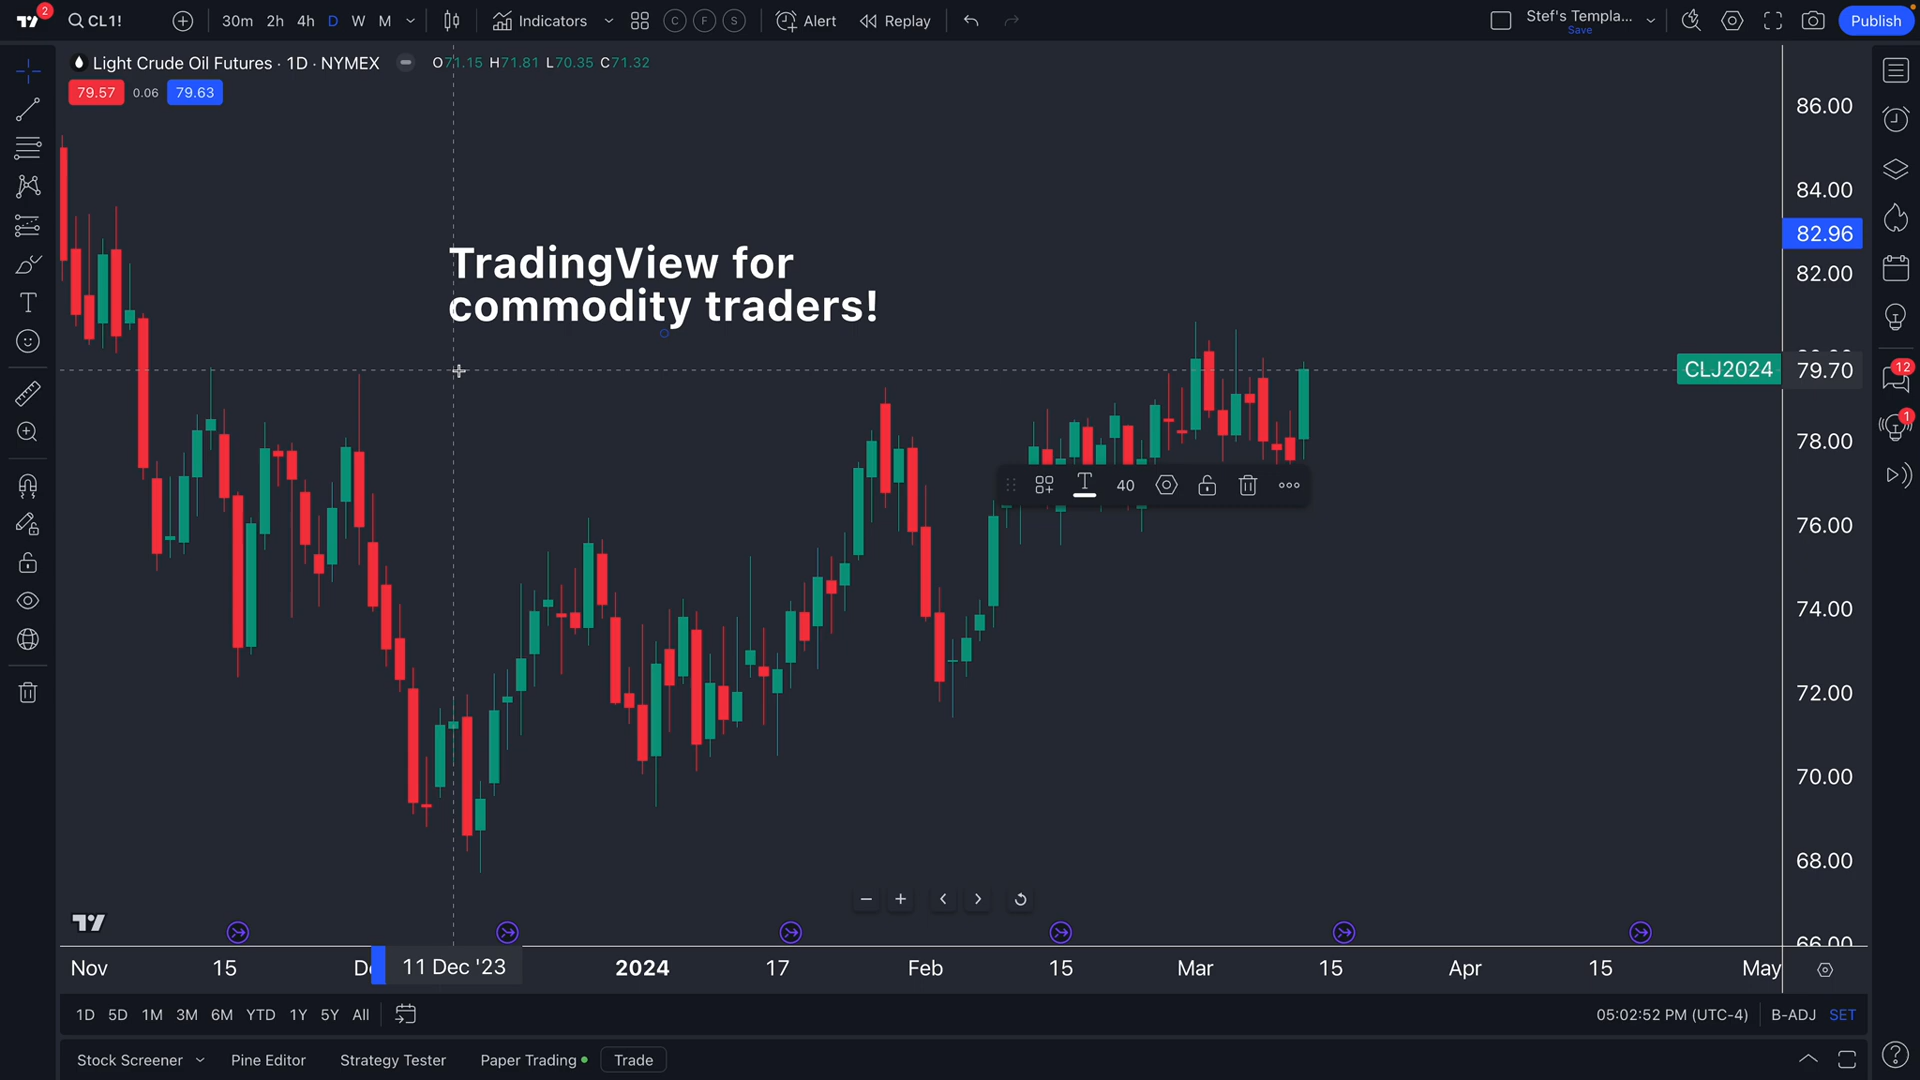 2
CL1!
30m 2h 4h D W M
Indicators
C F S
Alert
Replay
Stef's Templa...
Save
Publish
Light Crude Oil Futures · 1D · NYMEX
O71.15 H71.81 L70.35 C71.32
79.57 0.06 79.63
TradingView for
commodity traders!
86.00
84.00
82.96
82.00
CLJ2024 79.70
78.00
76.00
74.00
72.00
70.00
68.00
66.00
T 40
12
1
Nov 15 11 Dec '23 2024 17 Feb 15 Mar 15 Apr 15 May
1D 5D 1M 3M 6M YTD 1Y 5Y All
05:02:52 PM (UTC-4) B-ADJ SET
Stock Screener Pine Editor Strategy Tester Paper Trading Trade